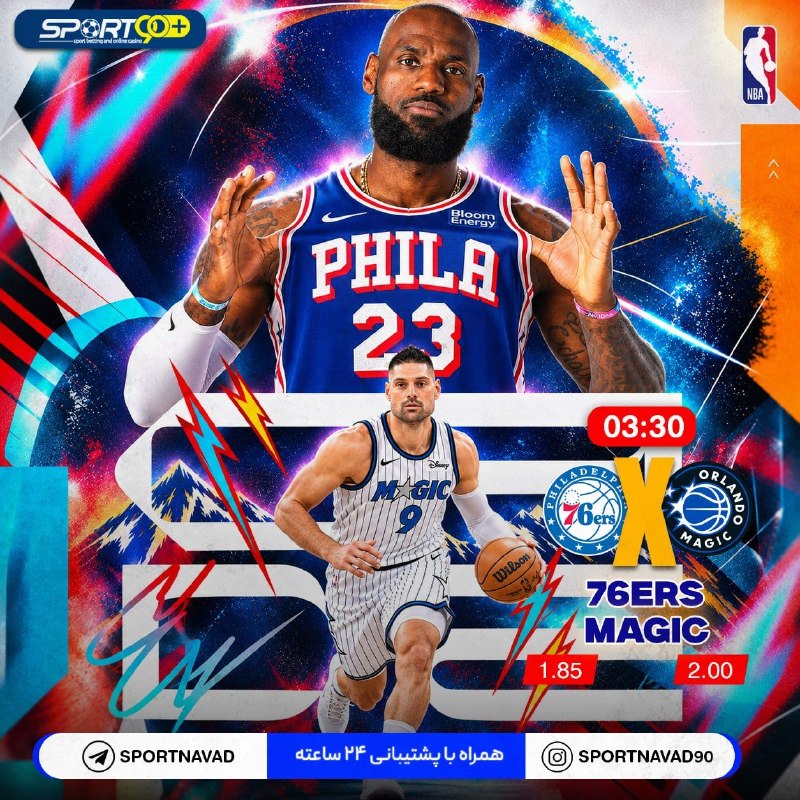 SPORT90+
sport betting and online casino
NBA
Bloom
Energy
PHILA
23
Disney
MAGIC
9
Wilson
03:30
PHILADELPHIA
76ers
X
ORLANDO
MAGIC
76ERS
MAGIC
1.85
2.00
SPORTNAVAD
همراه با پشتیبانی ۲۴ ساعته
SPORTNAVAD90